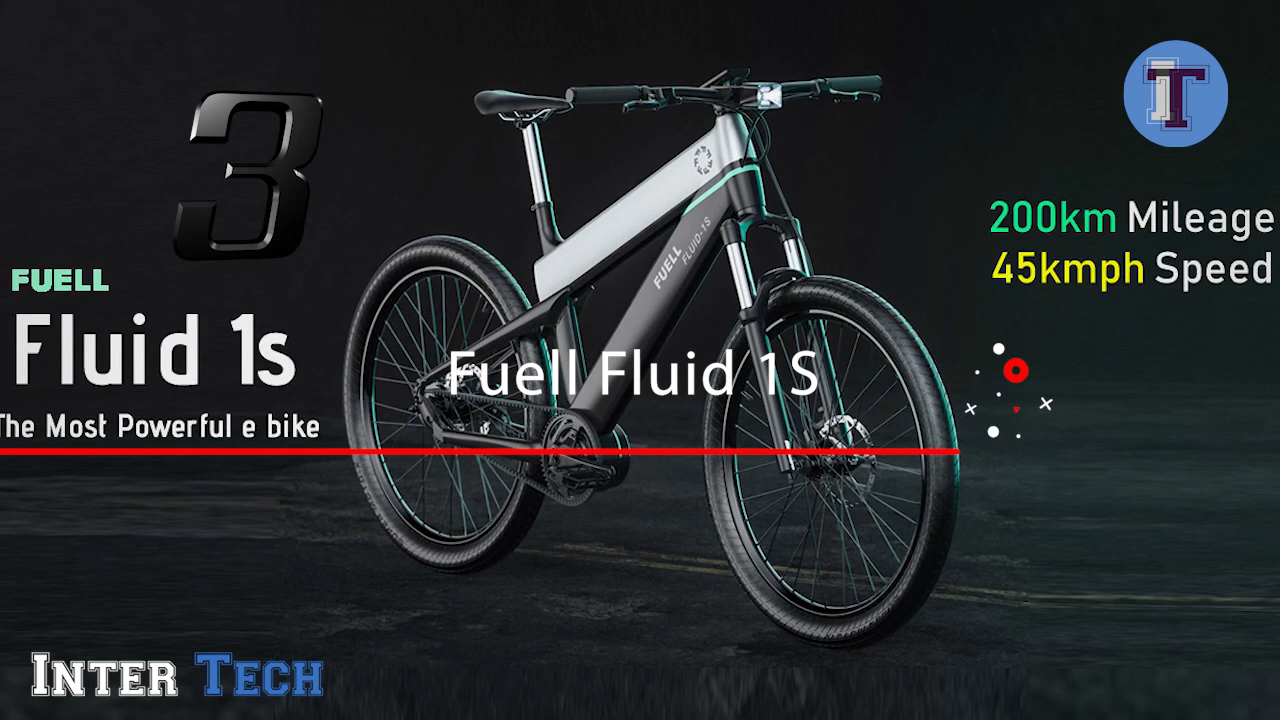 3
FUELL
Fluid 1s
The Most Powerful e bike
Fuell Fluid 1S
FUELL FLUID-1S
IT
200km Mileage
45kmph Speed
INTER TECH